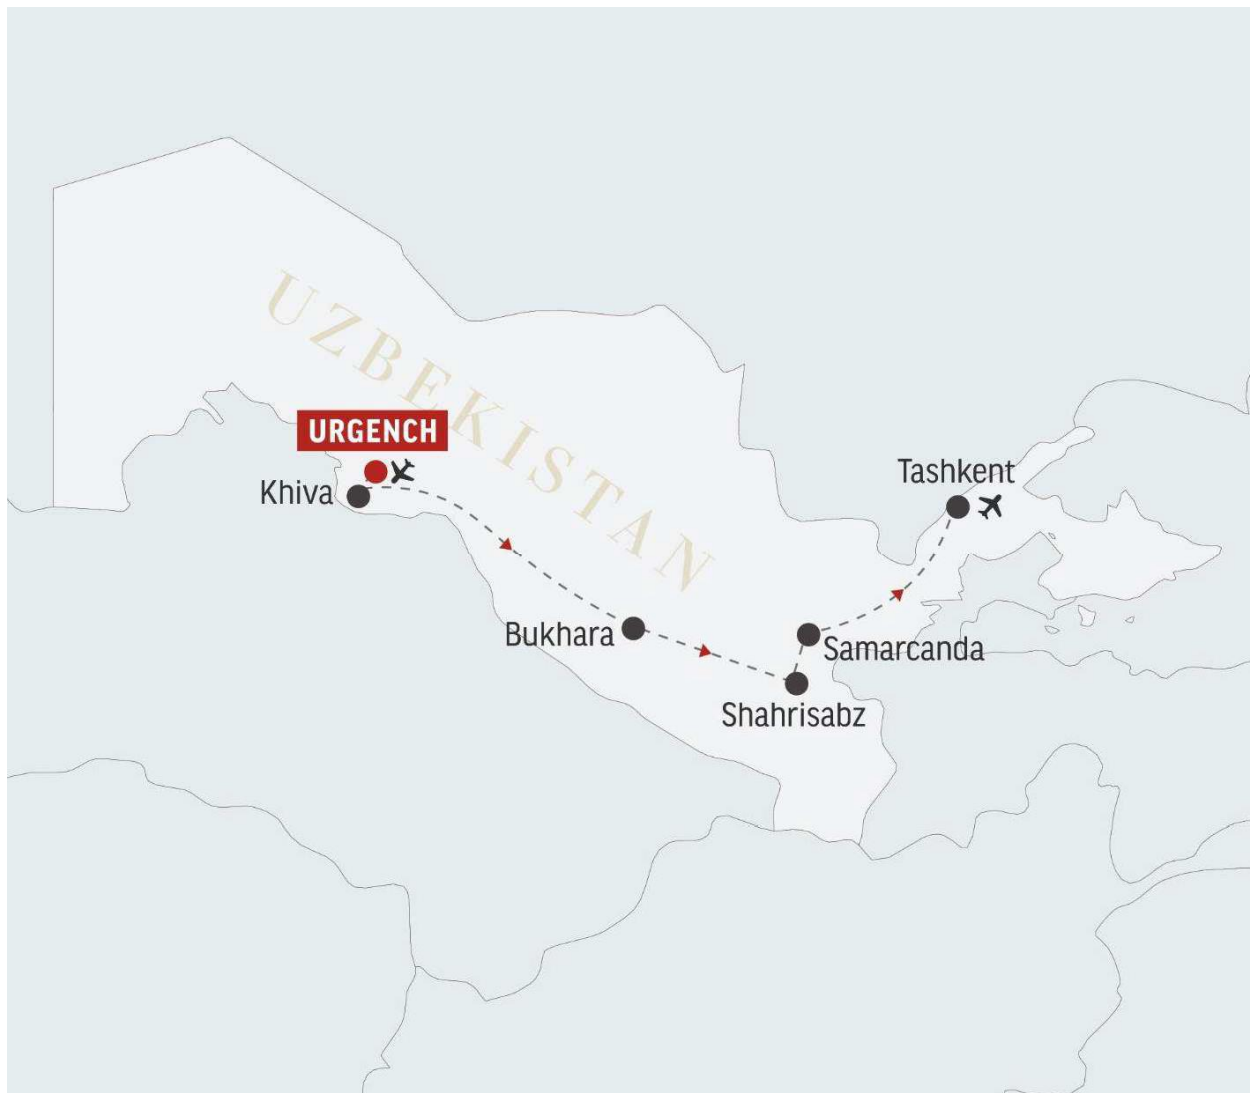 UZBEKISTAN
URGENCH
Khiva
Tashkent
Bukhara
Samarcanda
Shahrisabz